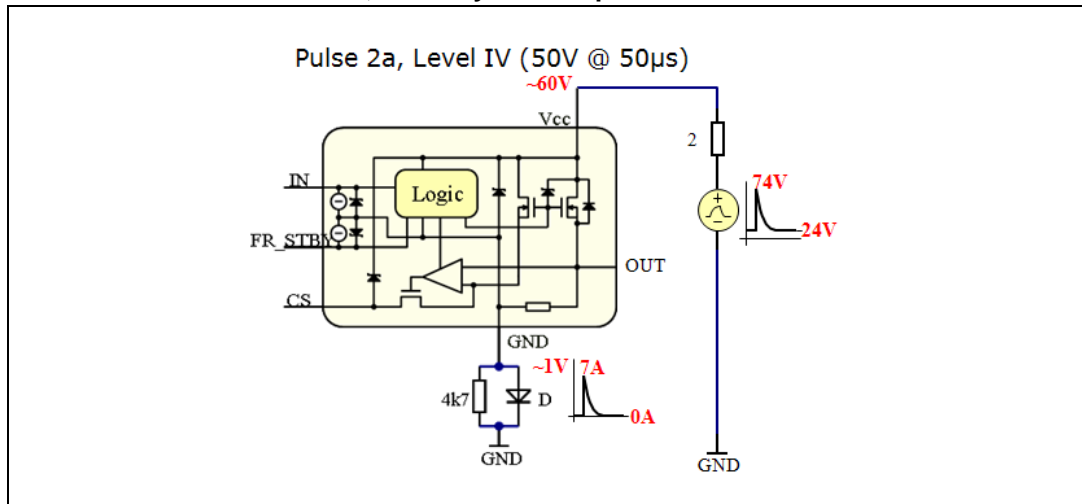 Pulse 2a, Level IV (50V @ 50µs)
~60V
Vcc
2
IN
Logic
74V
24V
FR_STBY
OUT
CS
GND
~1V
7A
4k7
D
0A
GND
GND